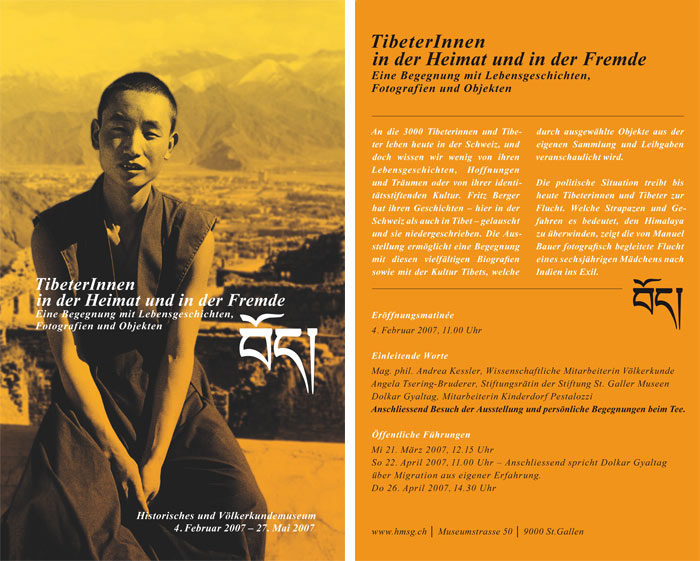 TibeterInnen
in der Heimat und in der Fremde
Eine Begegnung mit Lebensgeschichten,
Fotografien und Objekten
བོད།
Historisches und Völkerkundemuseum
4. Februar 2007 – 27. Mai 2007
TibeterInnen
in der Heimat und in der Fremde
Eine Begegnung mit Lebensgeschichten,
Fotografien und Objekten
An die 3000 Tibeterinnen und Tibe-
ter leben heute in der Schweiz, und
doch wissen wir wenig von ihren
Lebensgeschichten, Hoffnungen
und Träumen oder von ihrer identi-
tätsstiftenden Kultur. Fritz Berger
hat ihren Geschichten – hier in der
Schweiz als auch in Tibet – gelauscht
und sie niedergeschrieben. Die Aus-
stellung ermöglicht eine Begegnung
mit diesen vielfältigen Biografien
sowie mit der Kultur Tibets, welche
durch ausgewählte Objekte aus der
eigenen Sammlung und Leihgaben
veranschaulicht wird.
Die politische Situation treibt bis
heute Tibeterinnen und Tibeter zur
Flucht. Welche Strapazen und Ge-
fahren es bedeutet, den Himalaya
zu überwinden, zeigt die von Manuel
Bauer fotografisch begleitete Flucht
eines sechsjährigen Mädchens nach
Indien ins Exil.
བོད།
Eröffnungsmatinée
4. Februar 2007, 11.00 Uhr
Einleitende Worte
Mag. phil. Andrea Kessler, Wissenschaftliche Mitarbeiterin Völkerkunde
Angela Tsering-Bruderer, Stiftungsrätin der Stiftung St. Galler Museen
Dolkar Gyaltag, Mitarbeiterin Kinderdorf Pestalozzi
Anschliessend Besuch der Ausstellung und persönliche Begegnungen beim Tee.
Öffentliche Führungen
Mi 21. März 2007, 12.15 Uhr
So 22. April 2007, 11.00 Uhr – Anschliessend spricht Dolkar Gyaltag
über Migration aus eigener Erfahrung.
Do 26. April 2007, 14.30 Uhr
www.hmsg.ch | Museumstrasse 50 | 9000 St.Gallen